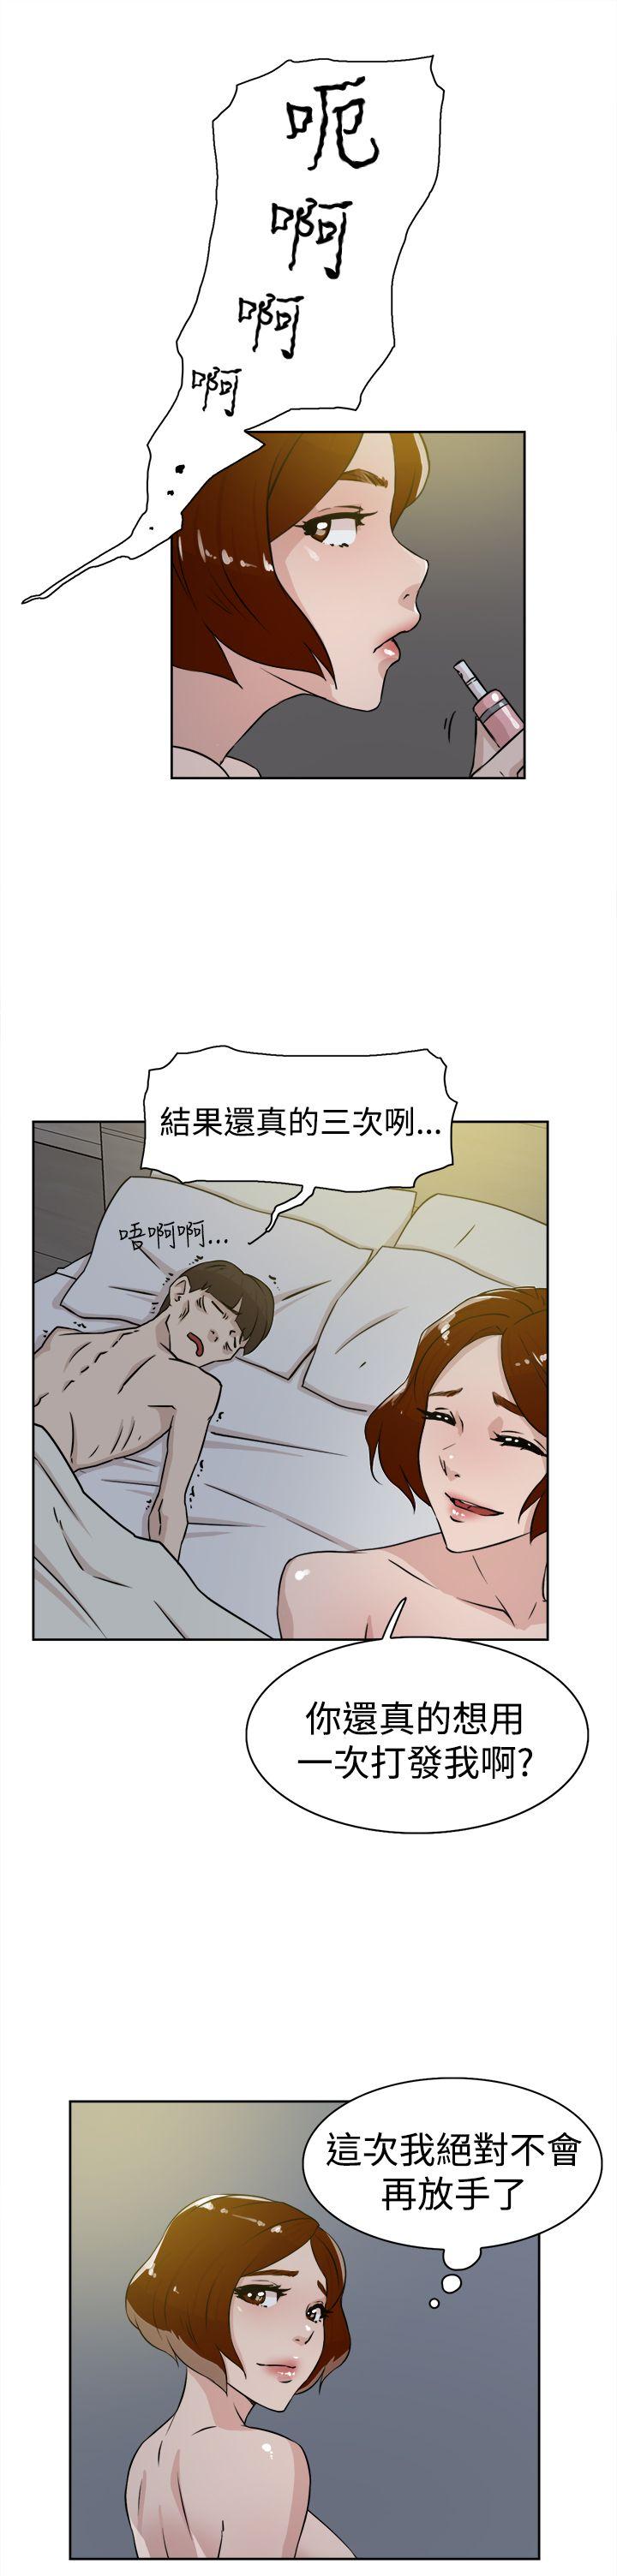 呃
啊
啊
啊
結果還真的三次咧...
唔啊啊...
你還真的想用
一次打發我啊?
這次我絕對不會
再放手了